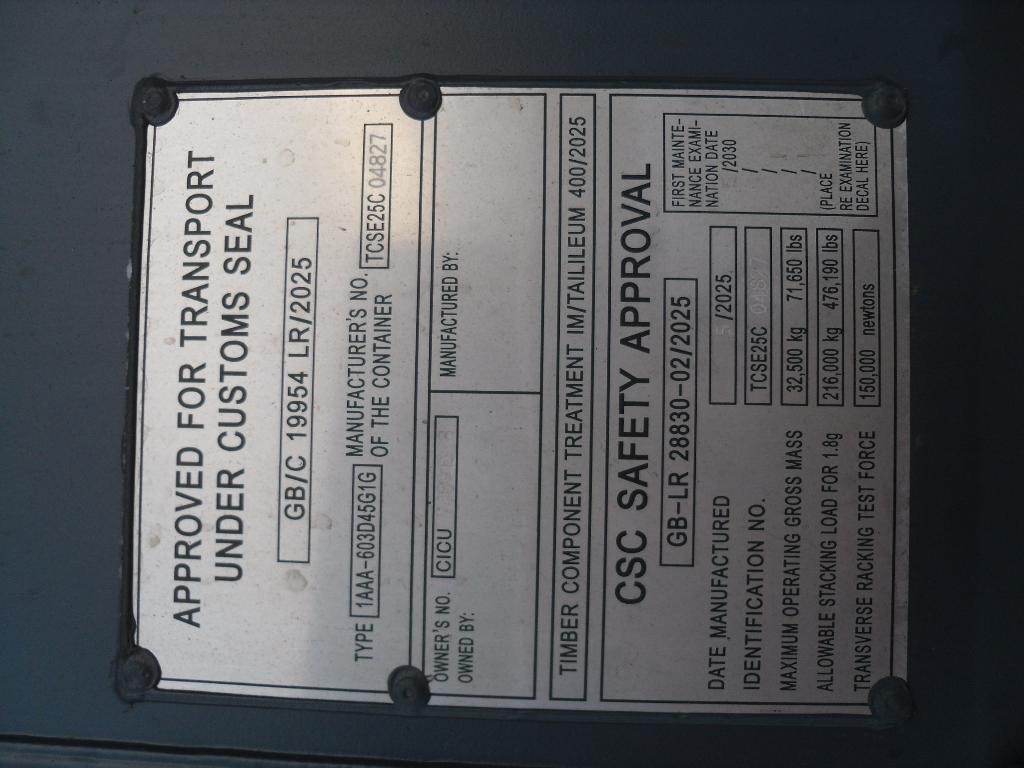 APPROVED FOR TRANSPORT
UNDER CUSTOMS SEAL
GB/C 19954 LR/2025
TYPE 1AAA-603D45G1G MANUFACTURER'S NO. OF THE CONTAINER TCSE25C 04827
OWNER'S NO. CICU
OWNED BY:
MANUFACTURED BY:
TIMBER COMPONENT TREATMENT IM/TALILEUM 400/2025
CSC SAFETY APPROVAL
GB-LR 28830-02/2025
DATE MANUFACTURED 5 /2025
IDENTIFICATION NO. TCSE25C 04827
MAXIMUM OPERATING GROSS MASS 32,500 kg 71,650 lbs
ALLOWABLE STACKING LOAD FOR 1.8g 216,000 kg 476,190 lbs
TRANSVERSE RACKING TEST FORCE 150,000 newtons
FIRST MAINTE-
NANCE EXAMI-
NATION DATE
/2030
/
/
/
/
(PLACE
RE EXAMINATION
DECAL HERE)